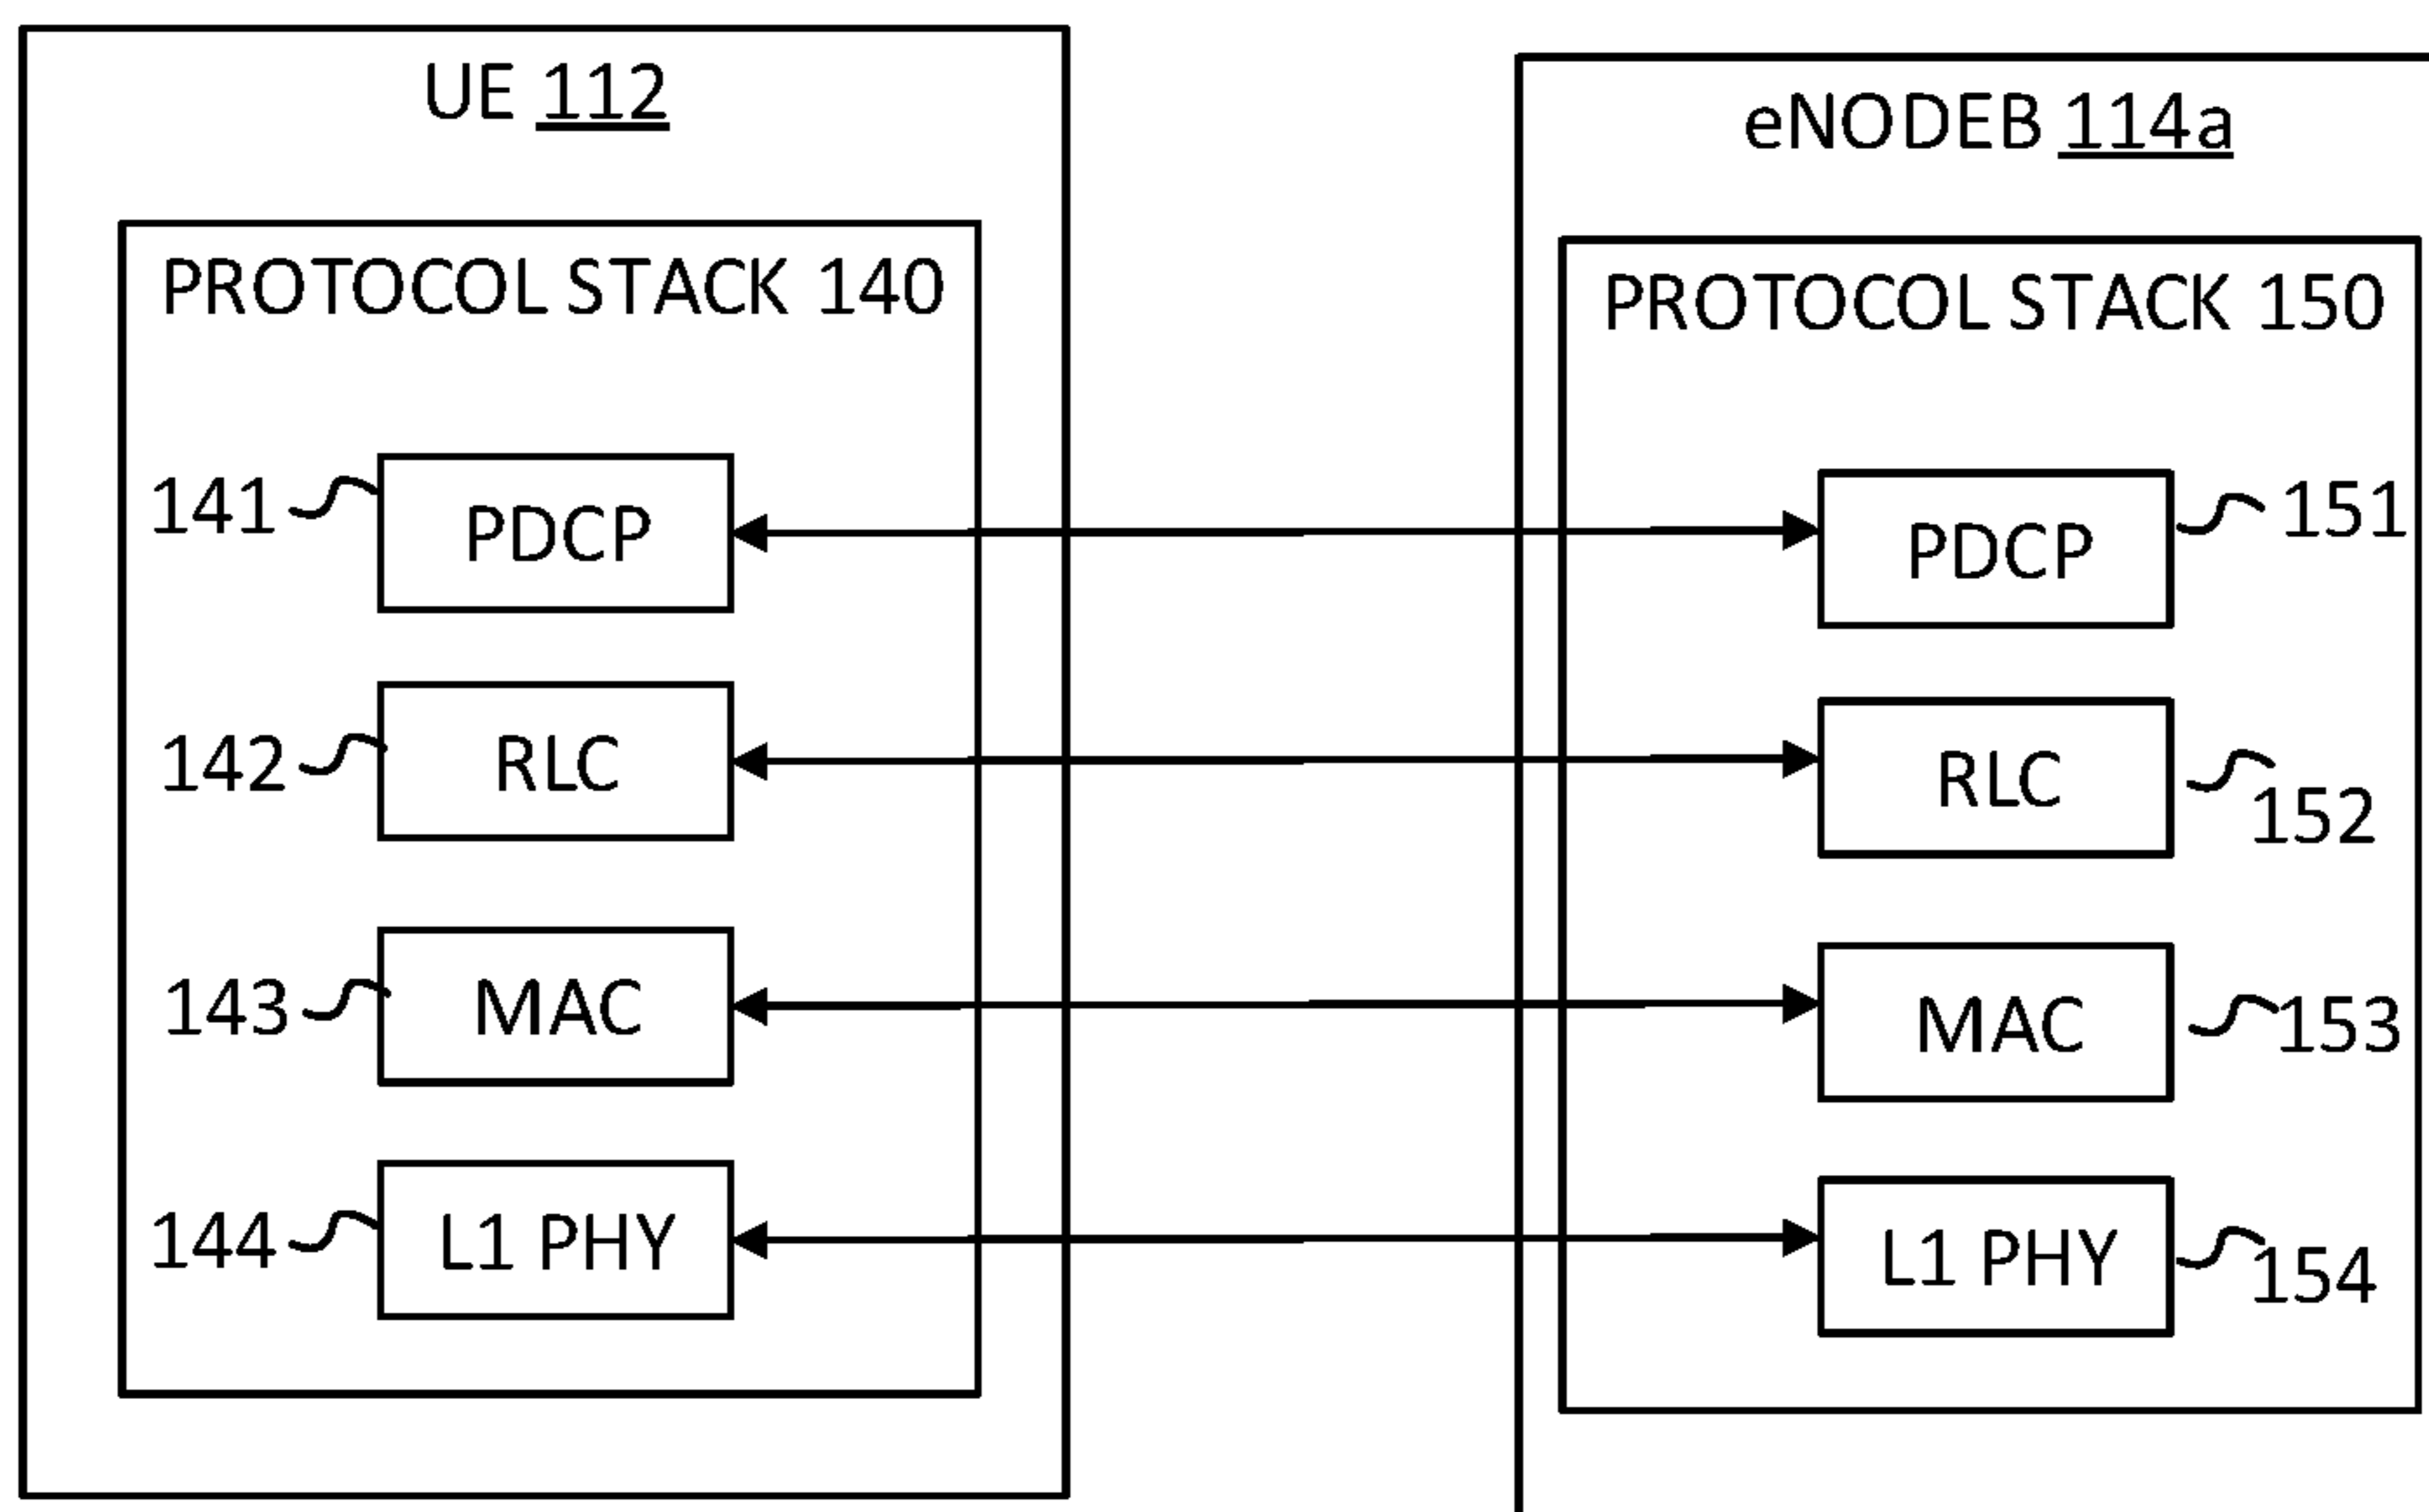 UE 112
PROTOCOL STACK 140
141 PDCP
142 RLC
143 MAC
144 L1 PHY
eNODEB 114a
PROTOCOL STACK 150
PDCP 151
RLC 152
MAC 153
L1 PHY 154